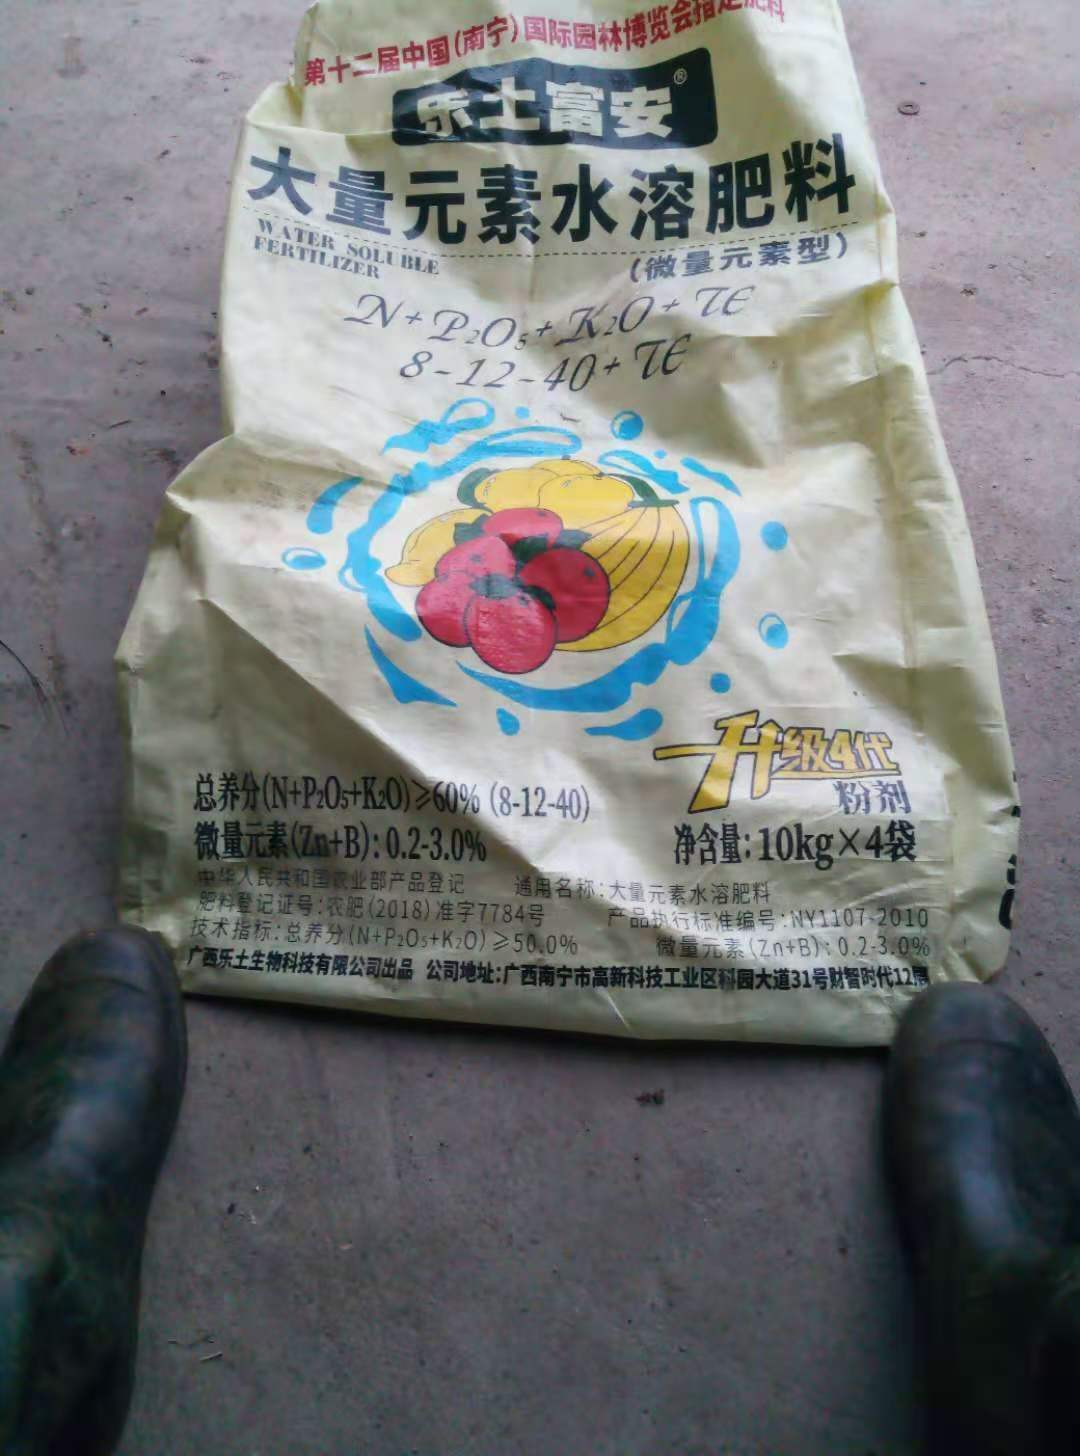 第十二届中国(南宁)国际园林博览会指定肥料
乐土富安®
大量元素水溶肥料
WATER SOLUBLE
FERTILIZER
(微量元素型)
N+P₂O₅+K₂O+TE
8-12-40+TE
升级4代
粉剂
总养分(N+P₂O₅+K₂O)≥60% (8-12-40)
微量元素(Zn+B):0.2-3.0%
净含量:10kg×4袋
中华人民共和国农业部产品登记 通用名称:大量元素水溶肥料
肥料登记证号:农肥(2018)准字7784号 产品执行标准编号:NY1107-2010
技术指标:总养分(N+P₂O₅+K₂O)≥50.0% 微量元素(Zn+B):0.2-3.0%
广西乐土生物科技有限公司出品 公司地址:广西南宁市高新科技工业区科园大道31号财智时代12層